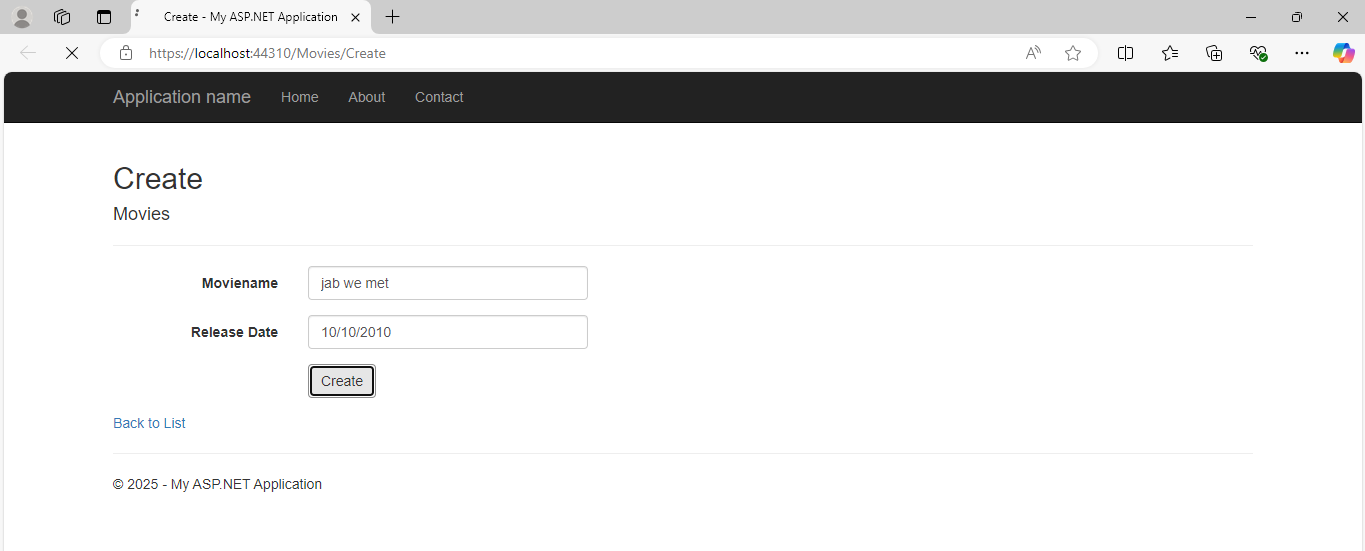 Create - My ASP.NET Application
https://localhost:44310/Movies/Create
Application name Home About Contact
Create
Movies
Moviename jab we met
Release Date 10/10/2010
Create
Back to List
© 2025 - My ASP.NET Application